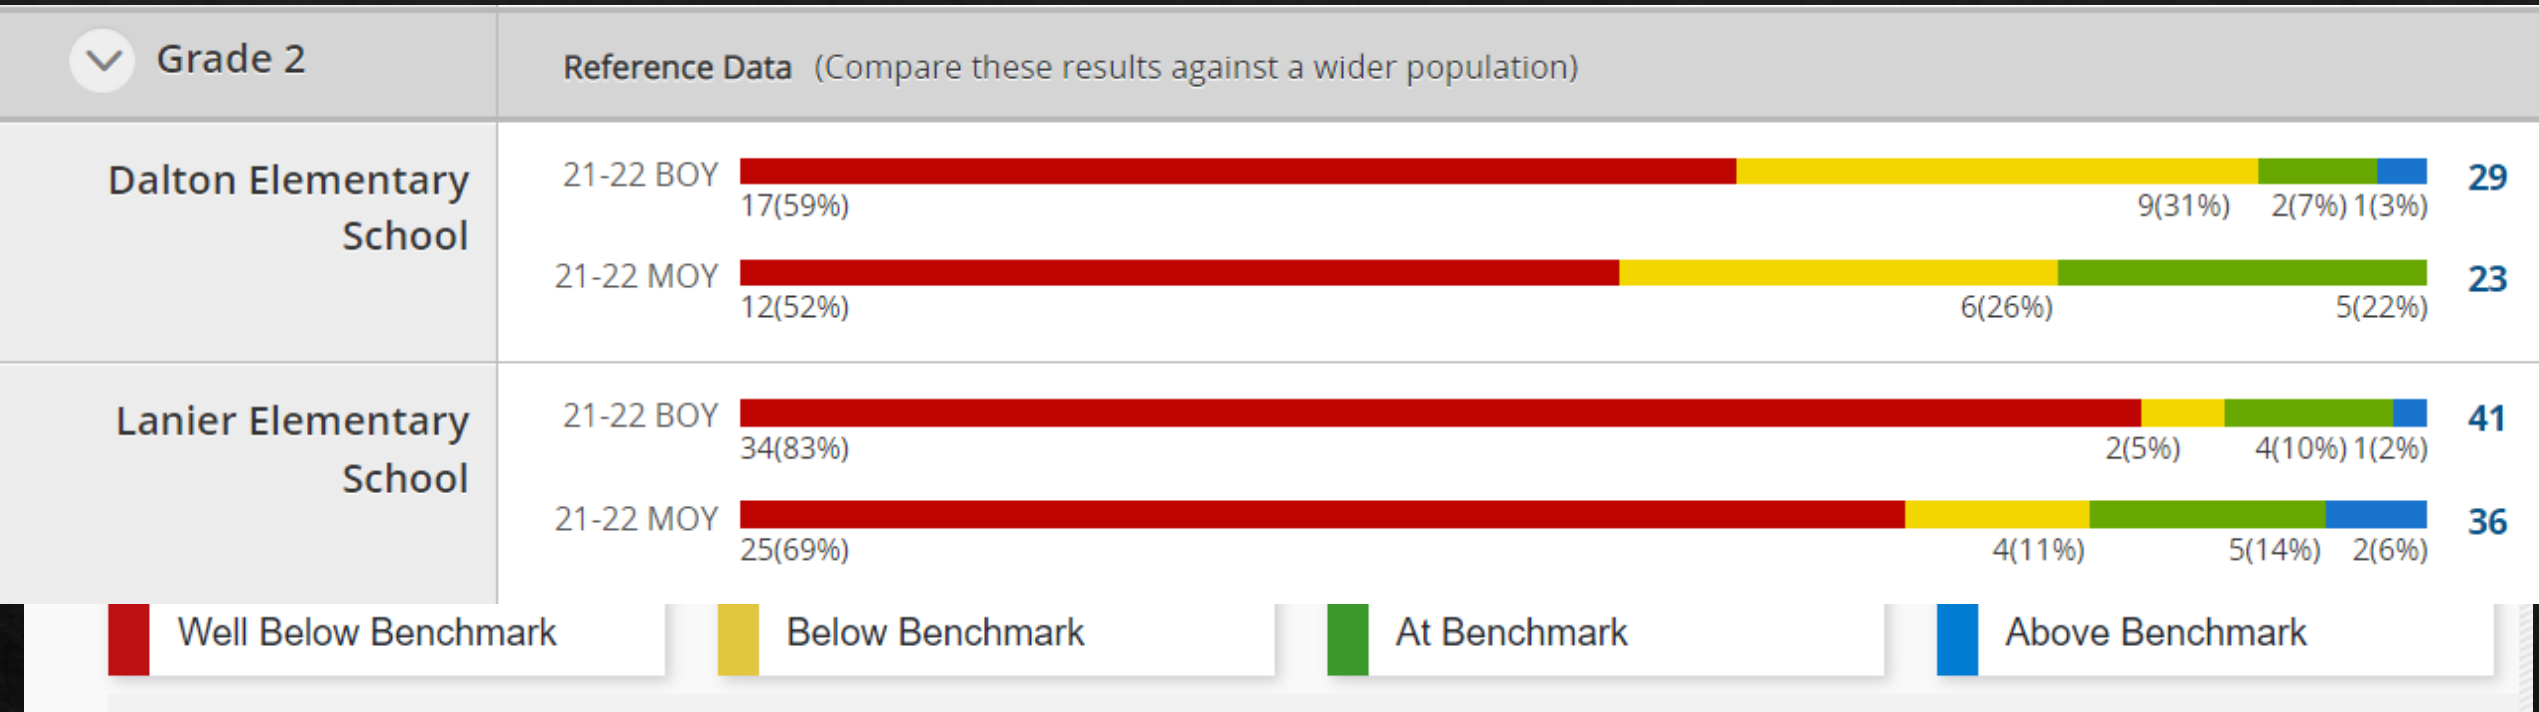 Grade 2
Reference Data (Compare these results against a wider population)
Dalton Elementary
School
21-22 BOY
29
17(59%) 9(31%) 2(7%) 1(3%)
21-22 MOY
23
12(52%) 6(26%) 5(22%)
Lanier Elementary
School
21-22 BOY
41
34(83%) 2(5%) 4(10%) 1(2%)
21-22 MOY
36
25(69%) 4(11%) 5(14%) 2(6%)
Well Below Benchmark
Below Benchmark
At Benchmark
Above Benchmark